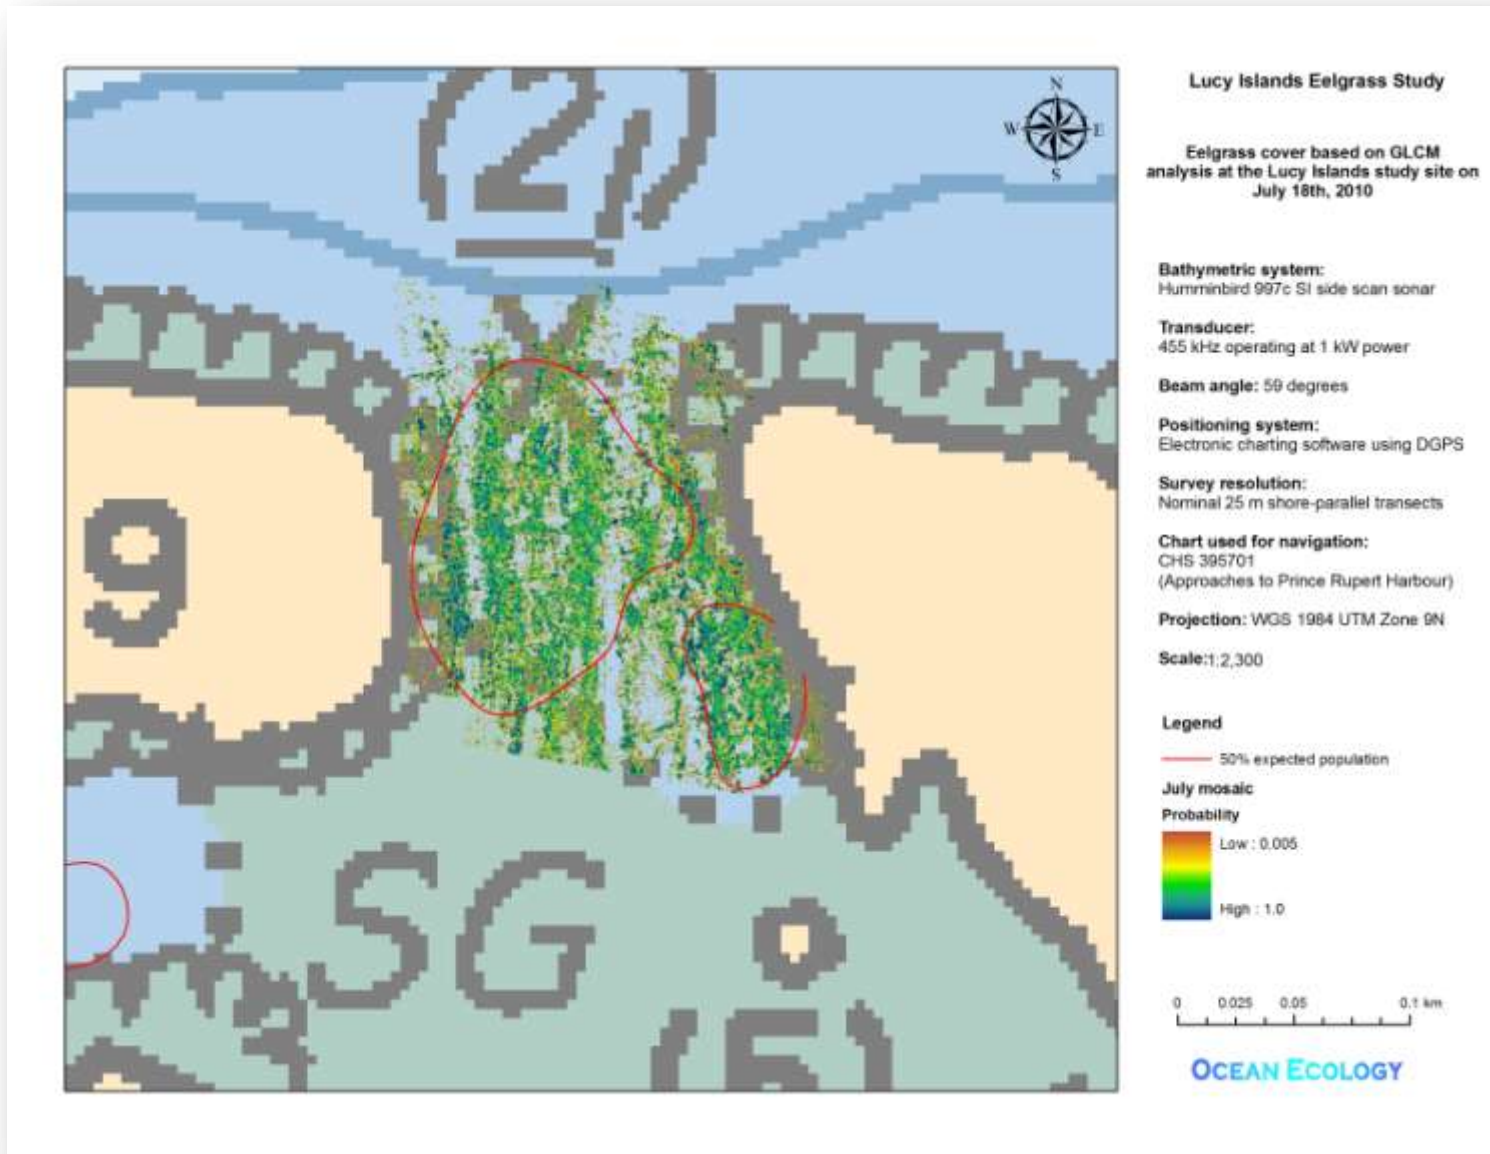 (2)
N
W E
S
9
SG
(5)
Lucy Islands Eelgrass Study
Eelgrass cover based on GLCM
analysis at the Lucy Islands study site on
July 18th, 2010
Bathymetric system:
Humminbird 997c SI side scan sonar
Transducer:
455 kHz operating at 1 kW power
Beam angle: 59 degrees
Positioning system:
Electronic charting software using DGPS
Survey resolution:
Nominal 25 m shore-parallel transects
Chart used for navigation:
CHS 395701
(Approaches to Prince Rupert Harbour)
Projection: WGS 1984 UTM Zone 9N
Scale:1:2,300
Legend
50% expected population
July mosaic
Probability
Low : 0.005
High : 1.0
0 0.025 0.05 0.1 km
OCEAN ECOLOGY